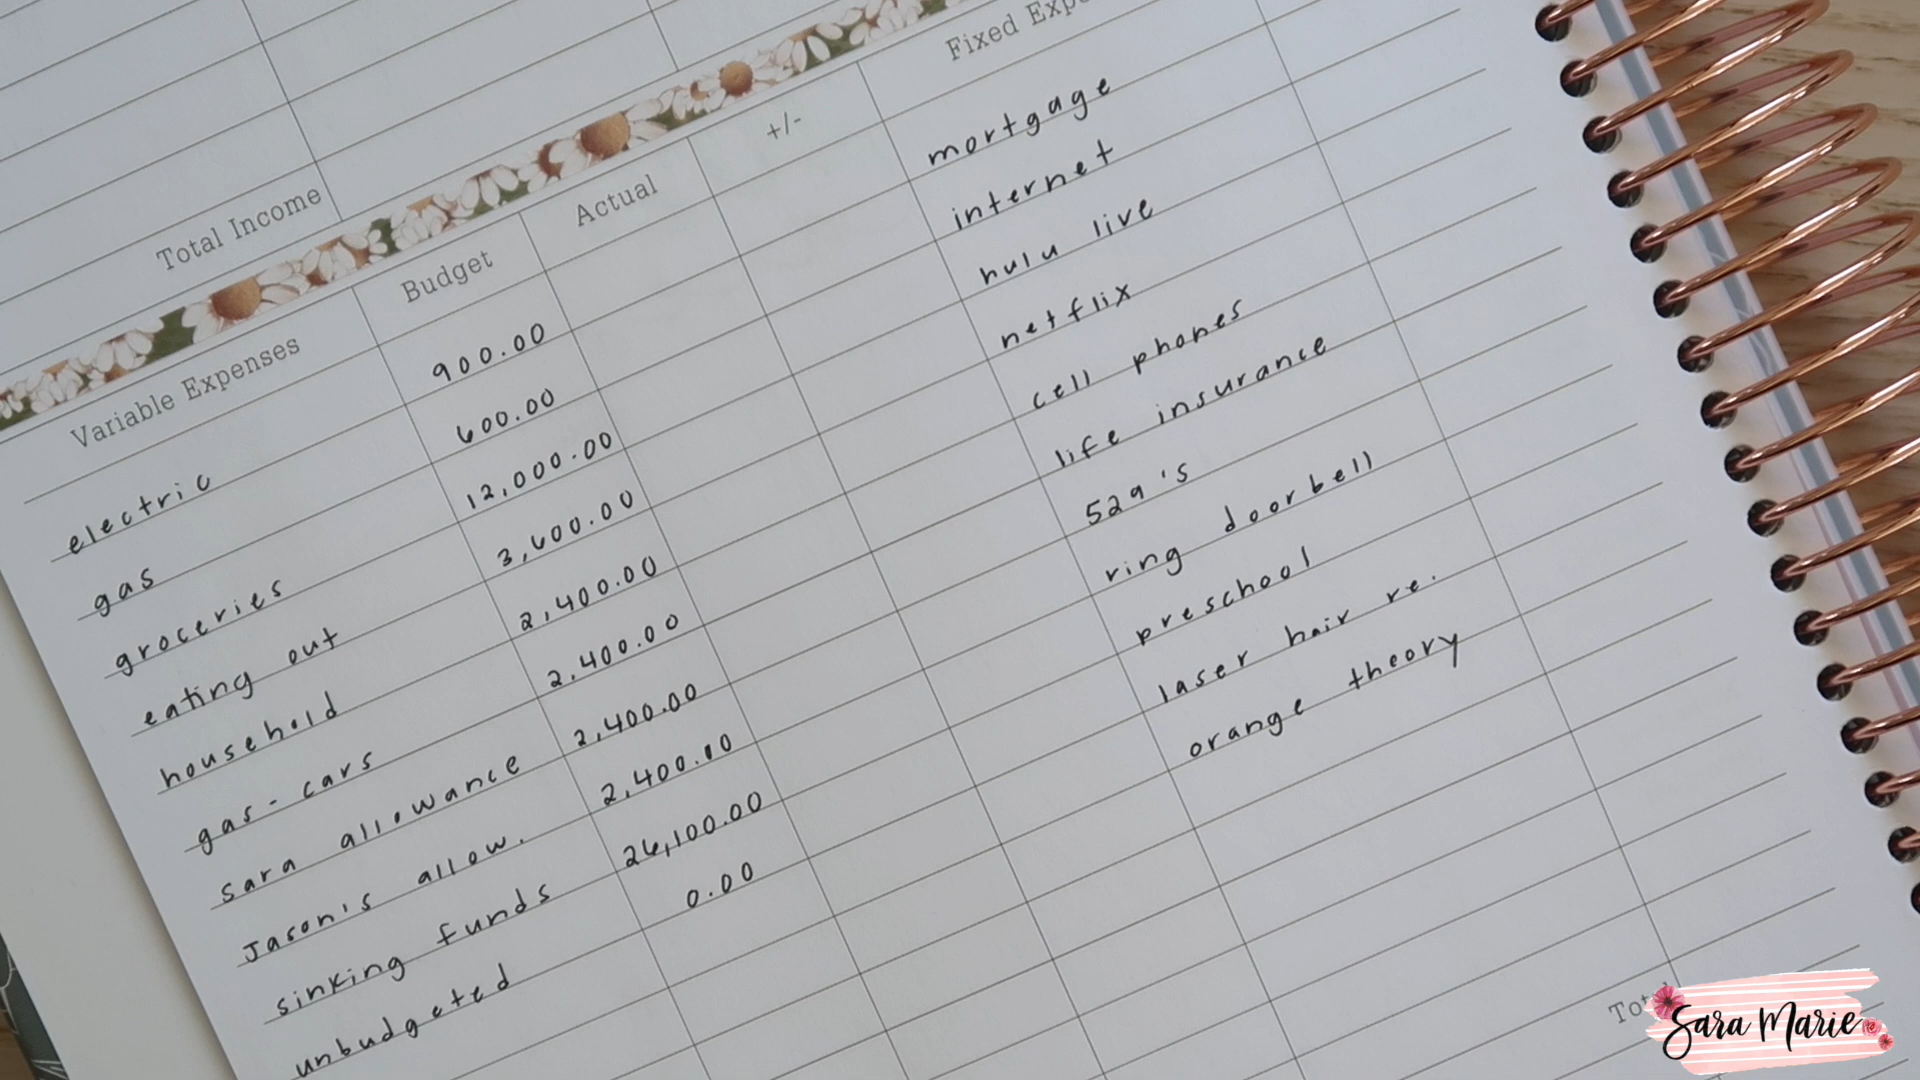 Total Income
Variable Expenses Budget Actual +/-
electric 900.00
gas 600.00
groceries 12,000.00
eating out 3,600.00
household 2,400.00
gas - cars 2,400.00
sara allowance 2,400.00
Jason's allow. 2,400.00
sinking funds 26,100.00
unbudgeted 0.00
Fixed
mortgage
internet
hulu live
netflix
cell phones
life insurance
529's
ring doorbell
preschool
laser hair re.
orange theory
Sara Marie